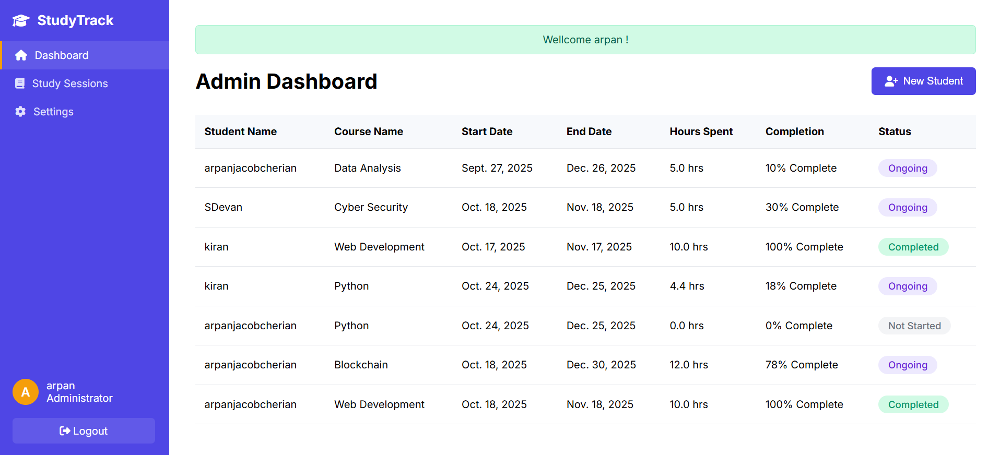 StudyTrack
Dashboard
Study Sessions
Settings
arpan
A
Administrator
Logout
Wellcome arpan !
Admin Dashboard
New Student
Student Name Course Name Start Date End Date Hours Spent Completion Status
arpanjacobcherian Data Analysis Sept. 27, 2025 Dec. 26, 2025 5.0 hrs 10% Complete Ongoing
SDevan Cyber Security Oct. 18, 2025 Nov. 18, 2025 5.0 hrs 30% Complete Ongoing
kiran Web Development Oct. 17, 2025 Nov. 17, 2025 10.0 hrs 100% Complete Completed
kiran Python Oct. 24, 2025 Dec. 25, 2025 4.4 hrs 18% Complete Ongoing
arpanjacobcherian Python Oct. 24, 2025 Dec. 25, 2025 0.0 hrs 0% Complete Not Started
arpanjacobcherian Blockchain Oct. 18, 2025 Dec. 30, 2025 12.0 hrs 78% Complete Ongoing
arpanjacobcherian Web Development Oct. 18, 2025 Nov. 18, 2025 10.0 hrs 100% Complete Completed